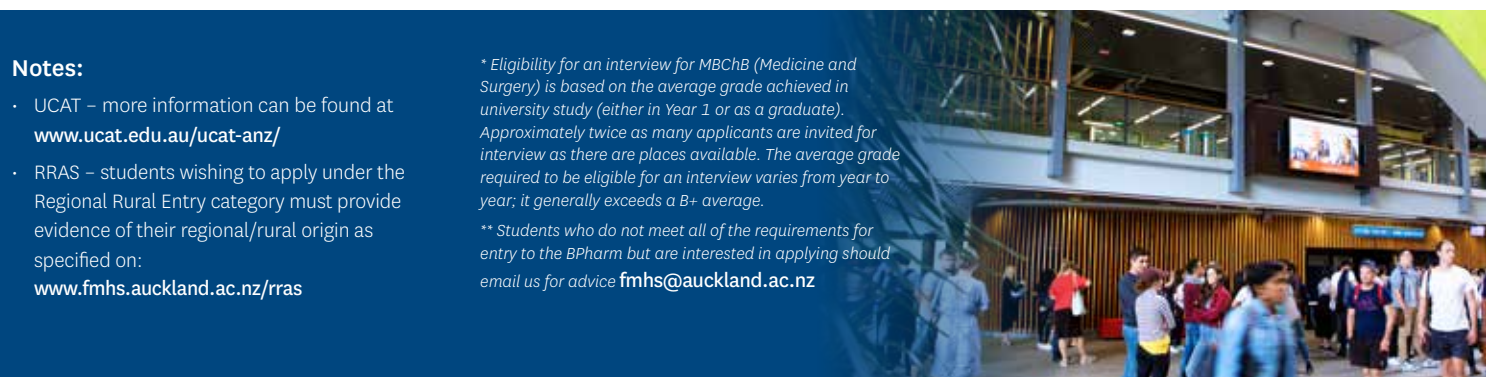 Notes:
• UCAT – more information can be found at
www.ucat.edu.au/ucat-anz/
• RRAS – students wishing to apply under the
Regional Rural Entry category must provide
evidence of their regional/rural origin as
specified on:
www.fmhs.auckland.ac.nz/rras
* Eligibility for an interview for MBChB (Medicine and
Surgery) is based on the average grade achieved in
university study (either in Year 1 or as a graduate).
Approximately twice as many applicants are invited for
interview as there are places available. The average grade
required to be eligible for an interview varies from year to
year; it generally exceeds a B+ average.
** Students who do not meet all of the requirements for
entry to the BPharm but are interested in applying should
email us for advice fmhs@auckland.ac.nz